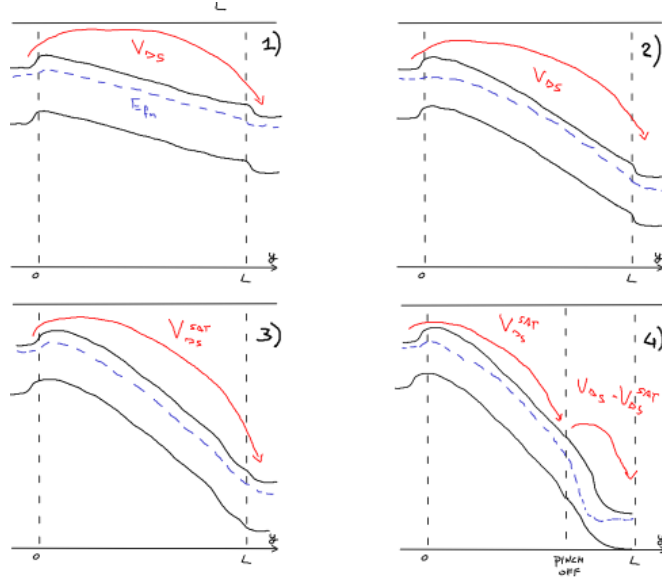 L
1)
V_DS
E_fn
0
L
y
2)
V_DS
0
L
y
3)
V_DS^SAT
0
L
y
4)
V_DS^SAT
V_DS - V_DS^SAT
0
PINCH
OFF
L
y